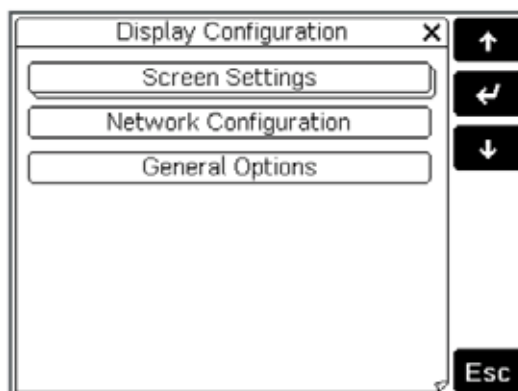 Display Configuration
Screen Settings
Network Configuration
General Options
Esc